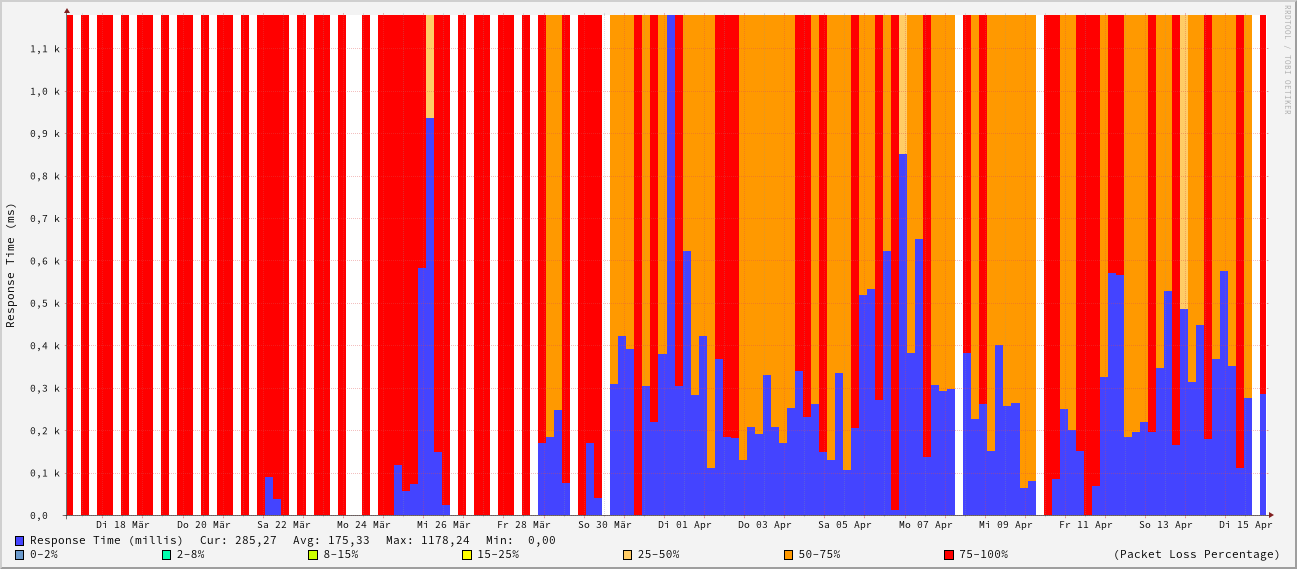 RRDTOOL / TOBI OETIKER
Response Time (ms)
1,1 k
1,0 k
0,9 k
0,8 k
0,7 k
0,6 k
0,5 k
0,4 k
0,3 k
0,2 k
0,1 k
0,0
Di 18 Mär Do 20 Mär Sa 22 Mär Mo 24 Mär Mi 26 Mär Fr 28 Mär So 30 Mär Di 01 Apr Do 03 Apr Sa 05 Apr Mo 07 Apr Mi 09 Apr Fr 11 Apr So 13 Apr Di 15 Apr
Response Time (millis) Cur: 285,27 Avg: 175,33 Max: 1178,24 Min: 0,00
0-2% 2-8% 8-15% 15-25% 25-50% 50-75% 75-100% (Packet Loss Percentage)